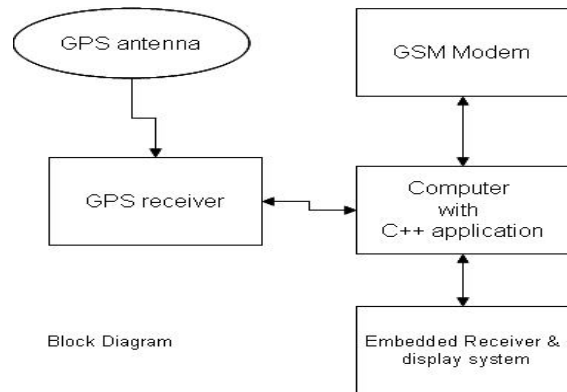 GPS antenna
GSM Modem
GPS receiver
Computer
with
C++ application
Block Diagram
Embedded Receiver &
display system